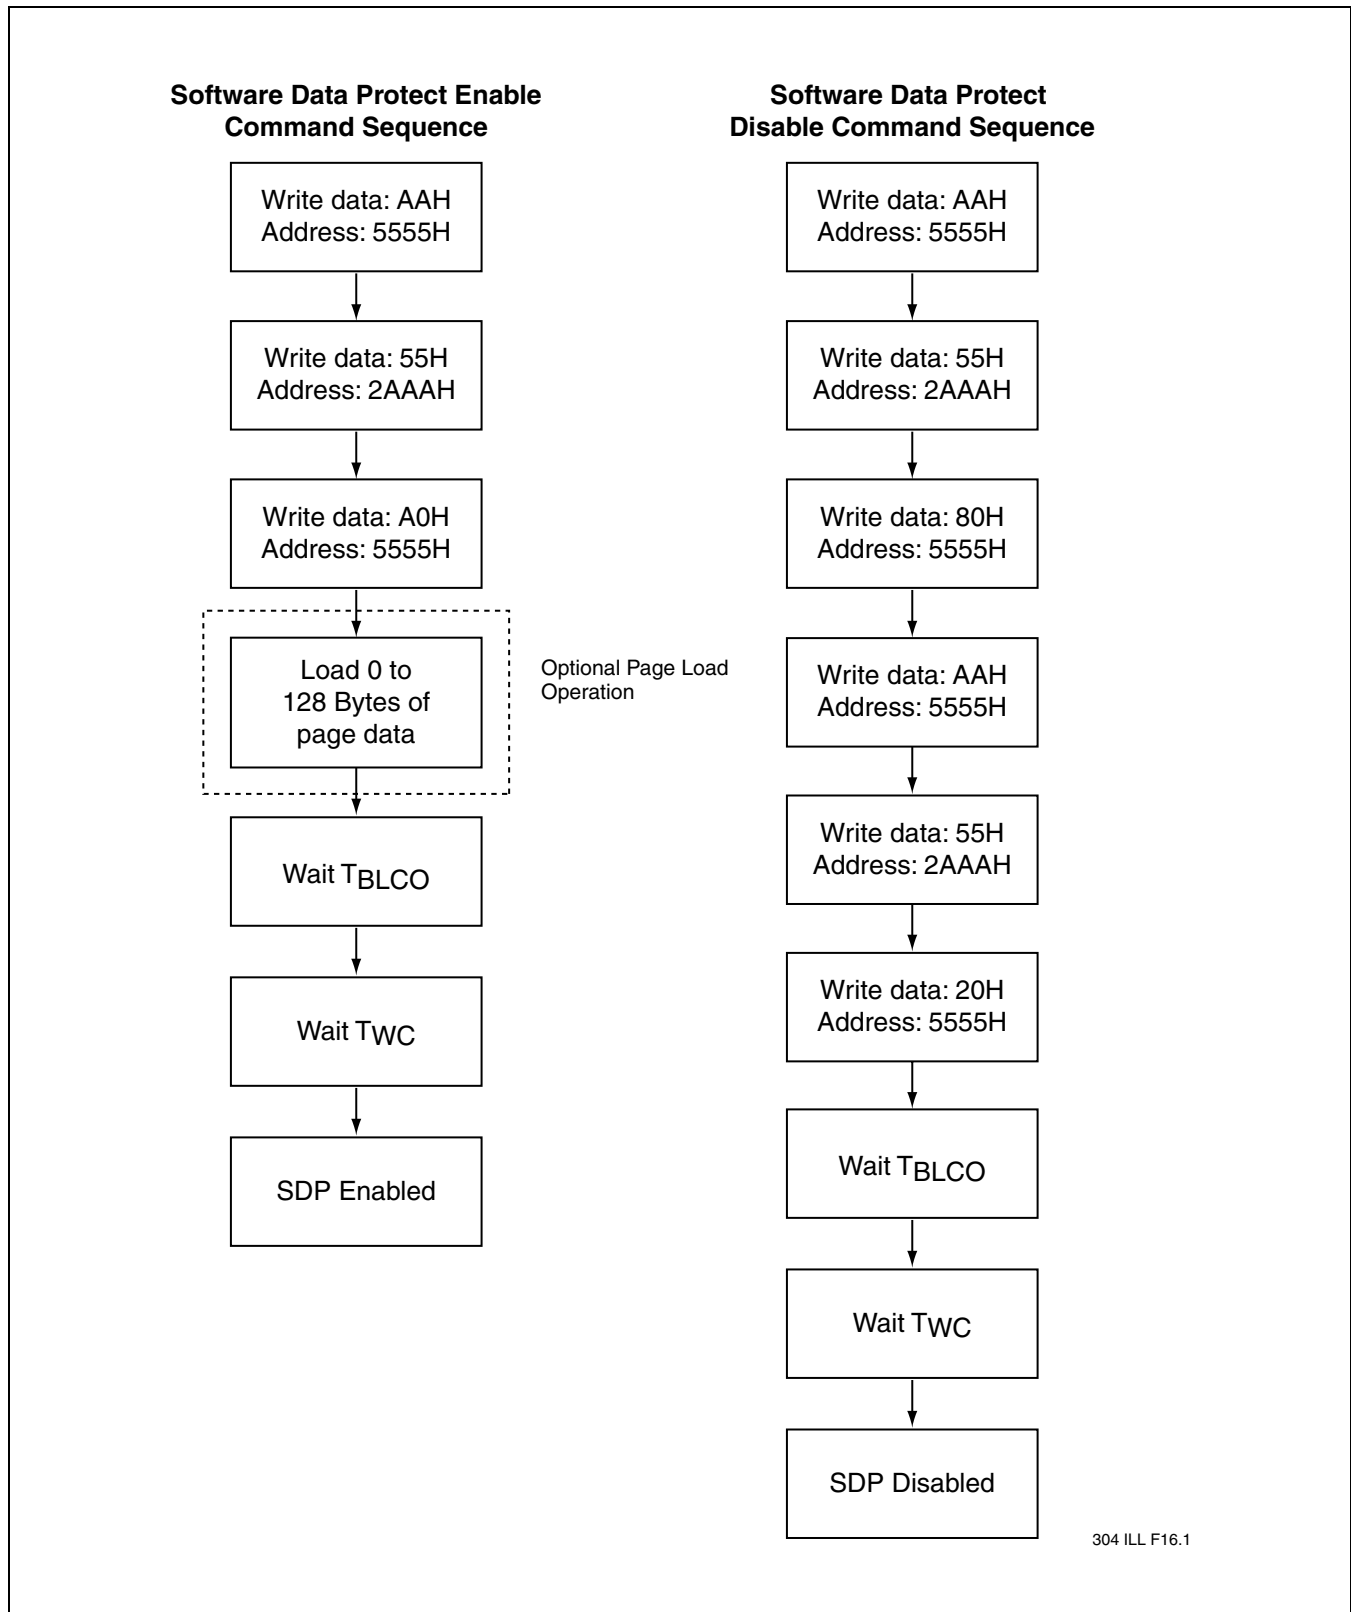 Software Data Protect Enable
Command Sequence
Write data: AAH
Address: 5555H
Write data: 55H
Address: 2AAAH
Write data: A0H
Address: 5555H
Load 0 to
128 Bytes of
page data
Optional Page Load
Operation
Wait TBLCO
Wait TWC
SDP Enabled
Software Data Protect
Disable Command Sequence
Write data: AAH
Address: 5555H
Write data: 55H
Address: 2AAAH
Write data: 80H
Address: 5555H
Write data: AAH
Address: 5555H
Write data: 55H
Address: 2AAAH
Write data: 20H
Address: 5555H
Wait TBLCO
Wait TWC
SDP Disabled
304 ILL F16.1